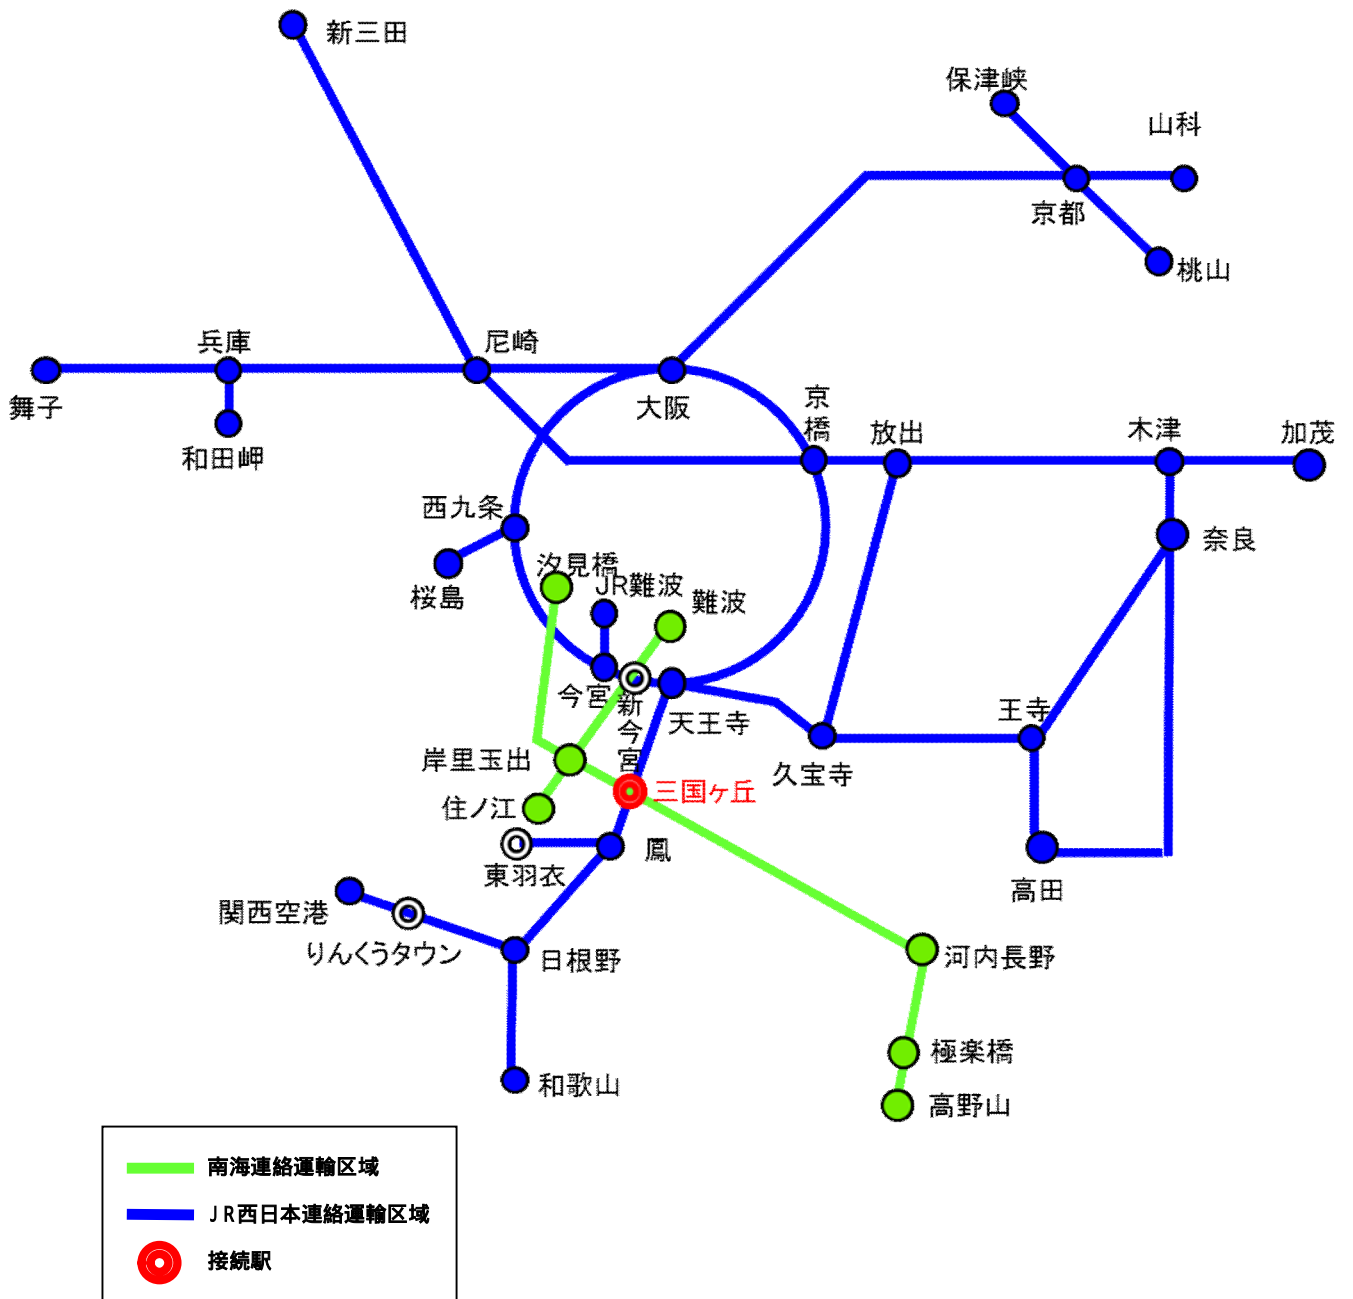 新三田
保津峡
山科
京都
桃山
兵庫
尼崎
舞子
大阪
京橋
放出
木津
加茂
和田岬
西九条
奈良
汐見橋
JR難波
難波
桜島
今宮
新今宮
天王寺
王寺
岸里玉出
久宝寺
三国ヶ丘
住ノ江
鳳
東羽衣
高田
関西空港
りんくうタウン
日根野
河内長野
極楽橋
和歌山
高野山
南海連絡運輸区域
JR西日本連絡運輸区域
接続駅